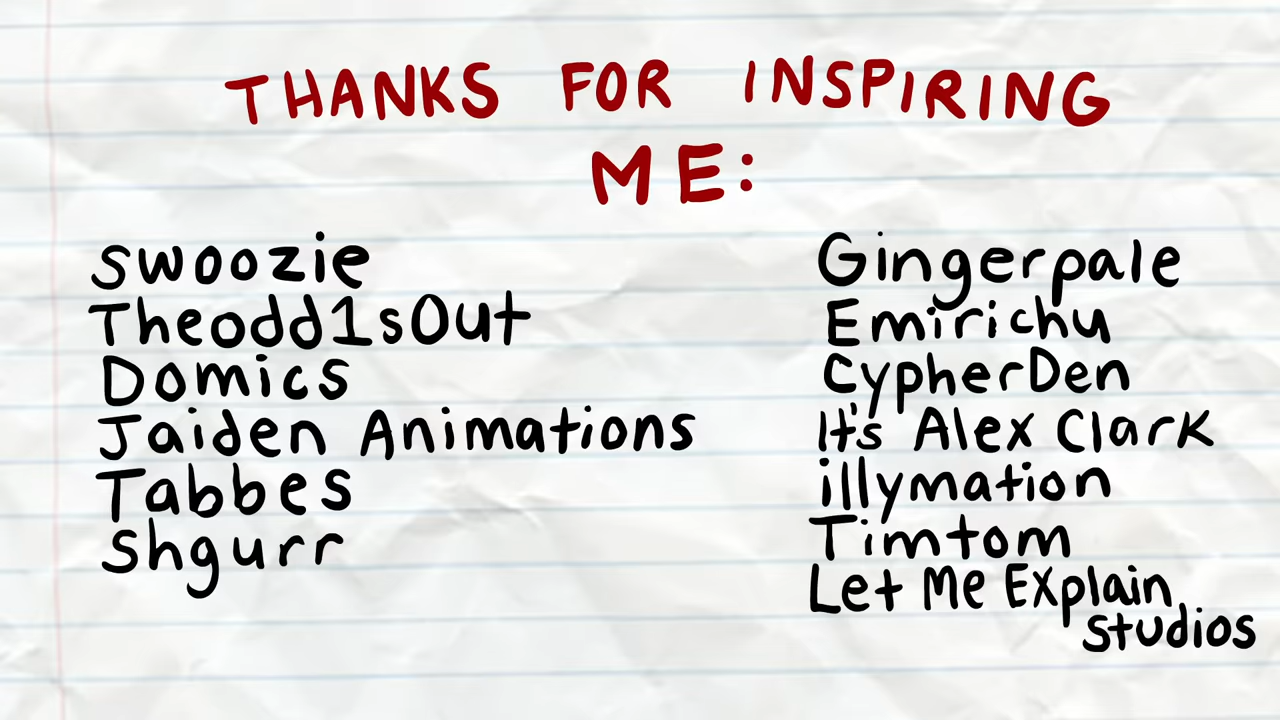 THANKS FOR INSPIRING
ME:
swoozie
Theodd1sOut
Domics
Jaiden Animations
Tabbes
Shgurr
Gingerpale
Emirichu
CypherDen
It's Alex Clark
illymation
Timtom
Let Me Explain
studios